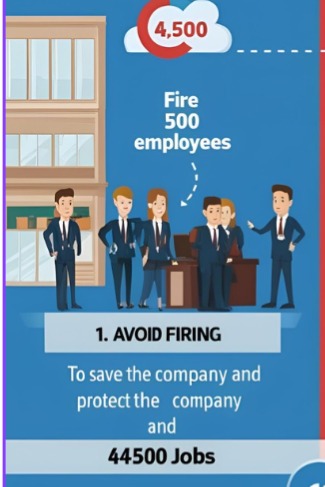 4,500
Fire
500
employees
1. AVOID FIRING
To save the company and
protect the company
and
44500 Jobs